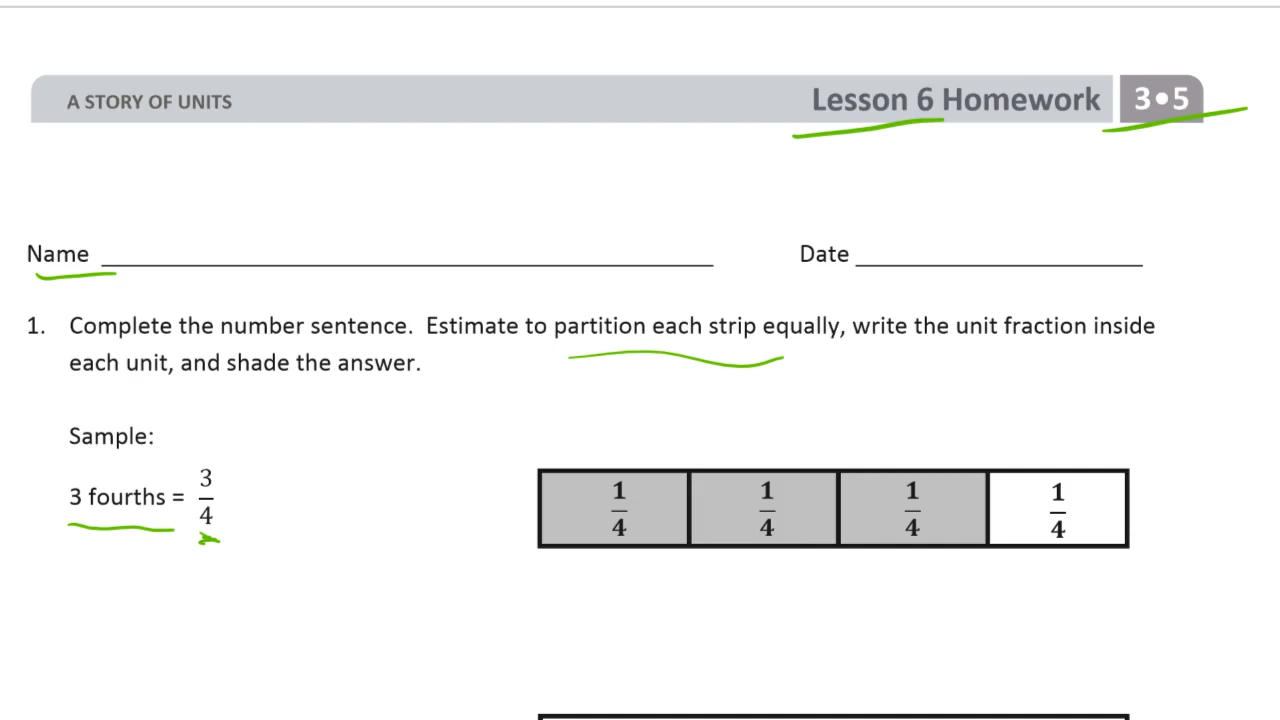 A STORY OF UNITS
Lesson 6 Homework 3•5
Name
Date
1. Complete the number sentence. Estimate to partition each strip equally, write the unit fraction inside
each unit, and shade the answer.
Sample:
3 fourths = 3/4
1/4 1/4 1/4 1/4